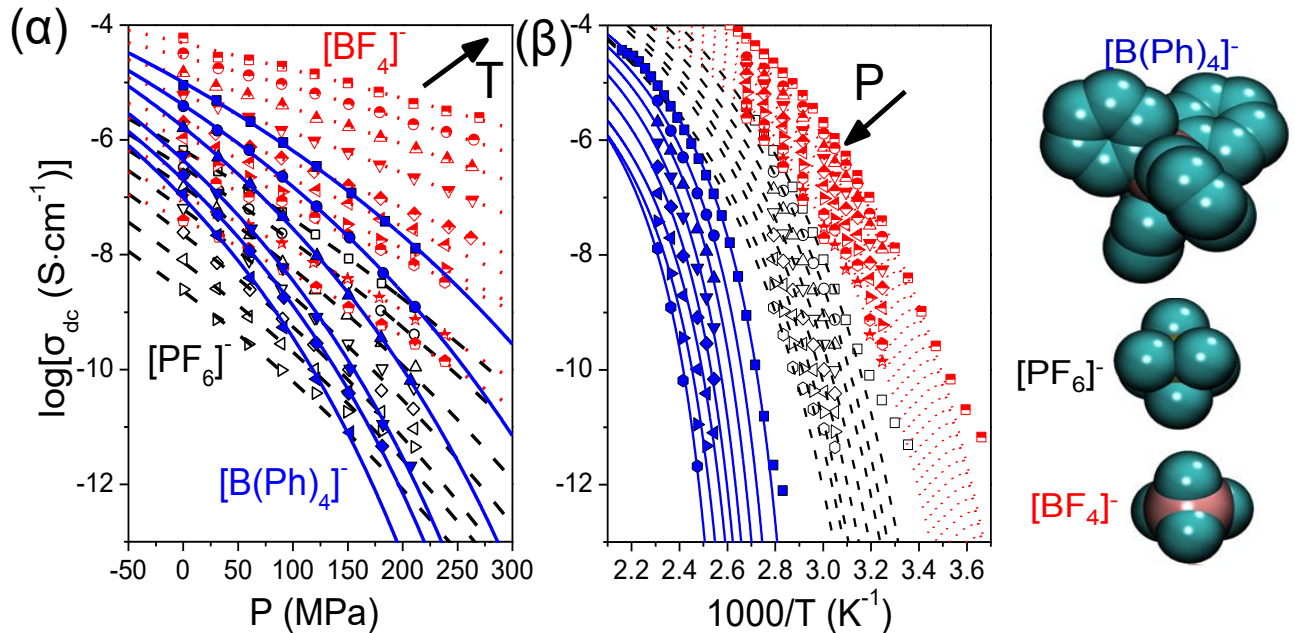 (α)
[BF4]-
T
[PF6]-
[B(Ph)4]-
log[σdc (S·cm-1)]
-4
-6
-8
-10
-12
-50 0 50 100 150 200 250 300
P (MPa)
(β)
P
-4
-6
-8
-10
-12
2.2 2.4 2.6 2.8 3.0 3.2 3.4 3.6
1000/T (K-1)
[B(Ph)4]-
[PF6]-
[BF4]-